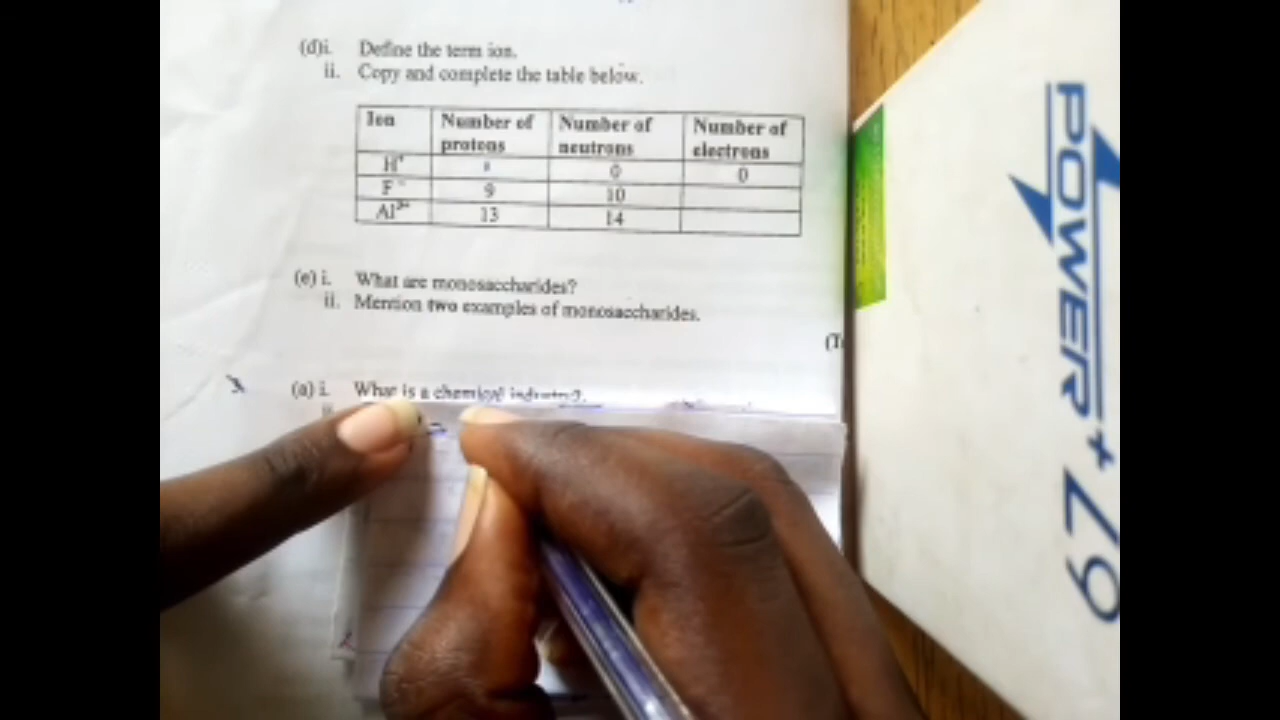 (d)i. Define the term ion.
ii. Copy and complete the table below.
Ion Number of protons Number of neutrons Number of electrons
H⁺ 0 0
F⁻ 9 10
Al³⁺ 13 14
(e) i. What are monosaccharides?
ii. Mention two examples of monosaccharides.
(a) i. What is a chemical industry?
POWER+ Z9